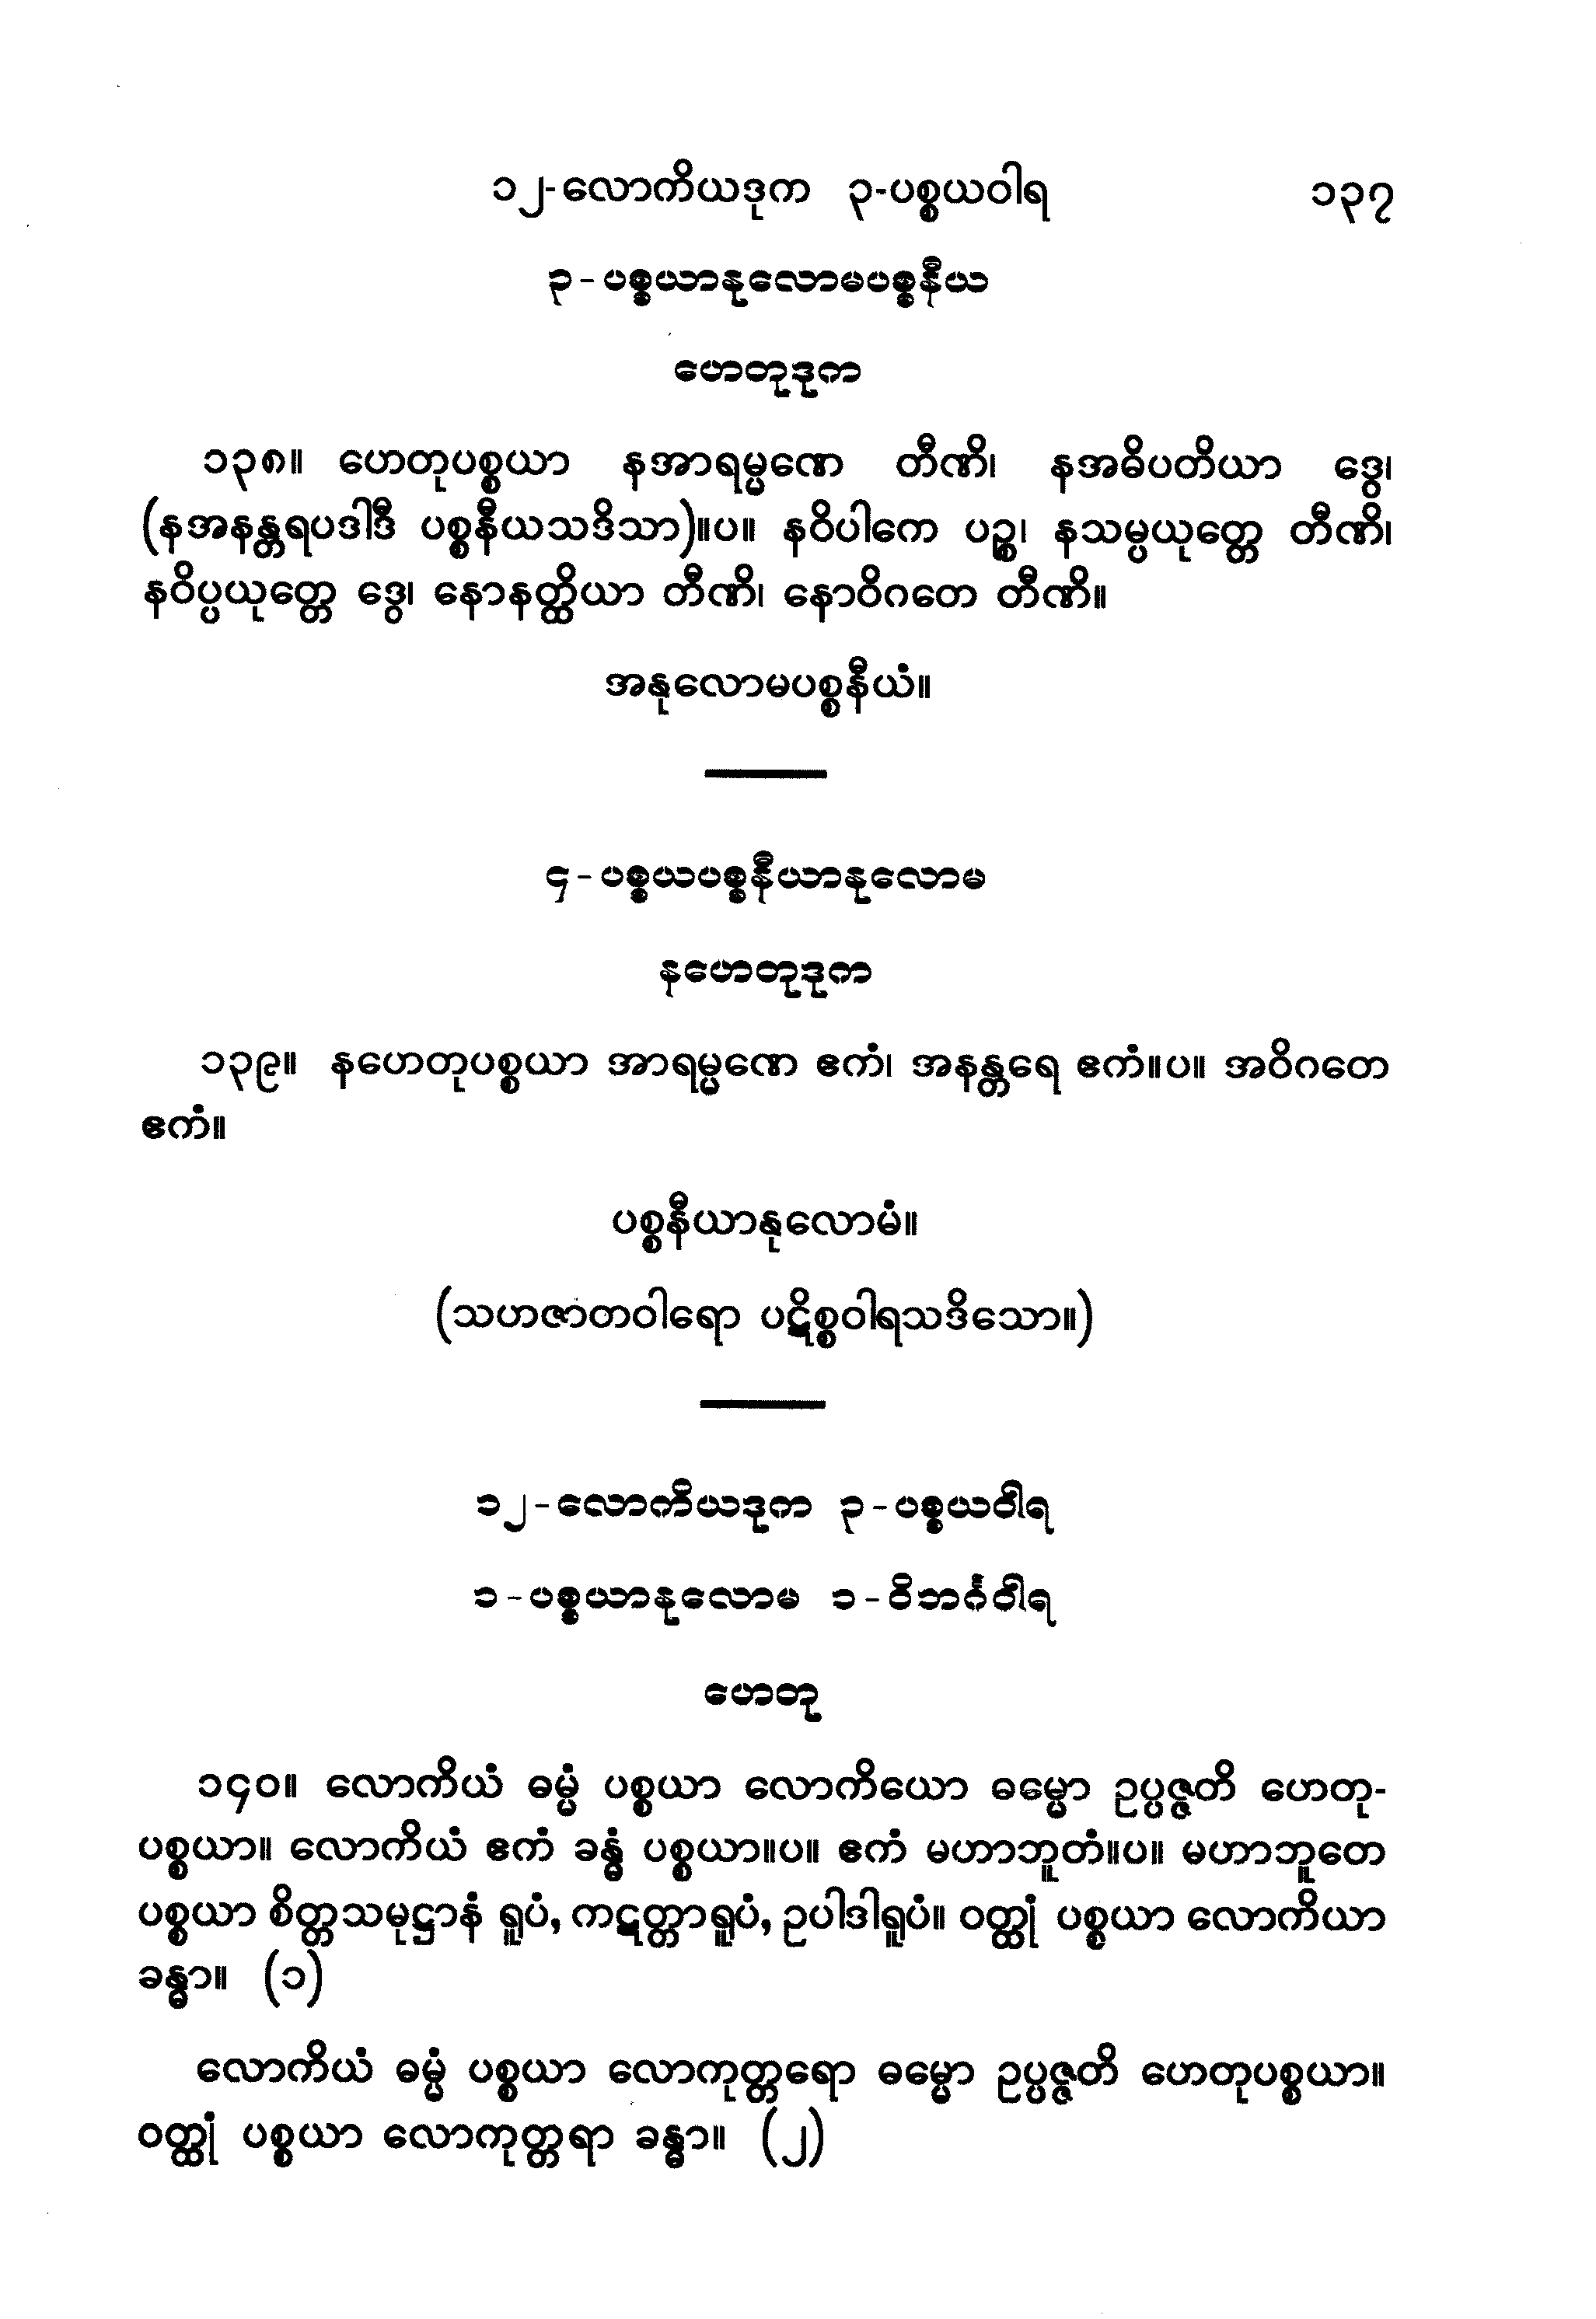 ၁၂-လောကိယဒုက ၃-ပစ္စယဝါရ ၁၃၇
၃-ပစ္စယာနုလောမပစ္စနီယ
ဟေတုဒုက
၁၃၈။ ဟေတုပစ္စယာ နအာရမ္မဏေ တီဏိ၊ နအဓိပတိယာ ဒွေ၊
(နအနန္တရပဒါဒီ ပစ္စနီယသဒိသာ)။ပ။ နဝိပါကေ ပဉ္စ၊ နသမ္ပယုတ္တေ တီဏိ၊
နဝိပ္ပယုတ္တေ ဒွေ၊ နောနတ္ထိယာ တီဏိ၊ နောဝိဂတေ တီဏိ။
အနုလောမပစ္စနီယံ။
၄-ပစ္စယပစ္စနီယာနုလောမ
နဟေတုဒုက
၁၃၉။ နဟေတုပစ္စယာ အာရမ္မဏေ ဧကံ၊ အနန္တရေ ဧကံ။ပ။ အဝိဂတေ
ဧကံ။
ပစ္စနီယာနုလောမံ။
(သဟဇာတဝါရော ပဋိစ္စဝါရသဒိသော။)
၁၂-လောကိယဒုက ၃-ပစ္စယဝါရ
၁-ပစ္စယာနုလောမ ၁-ဝိဘင်္ဂဝါရ
ဟေတု
၁၄၀။ လောကိယံ ဓမ္မံ ပစ္စယာ လောကိယော ဓမ္မော ဥပ္ပဇ္ဇတိ ဟေတု-
ပစ္စယာ။ လောကိယံ ဧကံ ခန္ဓံ ပစ္စယာ။ပ။ ဧကံ မဟာဘူတံ။ပ။ မဟာဘူတေ
ပစ္စယာ စိတ္တသမုဋ္ဌာနံ ရူပံ, ကဋတ္တာရူပံ, ဥပါဒါရူပံ။ ဝတ္ထုံ ပစ္စယာ လောကိယာ
ခန္ဓာ။ (၁)
လောကိယံ ဓမ္မံ ပစ္စယာ လောကုတ္တရော ဓမ္မော ဥပ္ပဇ္ဇတိ ဟေတုပစ္စယာ။
ဝတ္ထုံ ပစ္စယာ လောကုတ္တရာ ခန္ဓာ။ (၂)